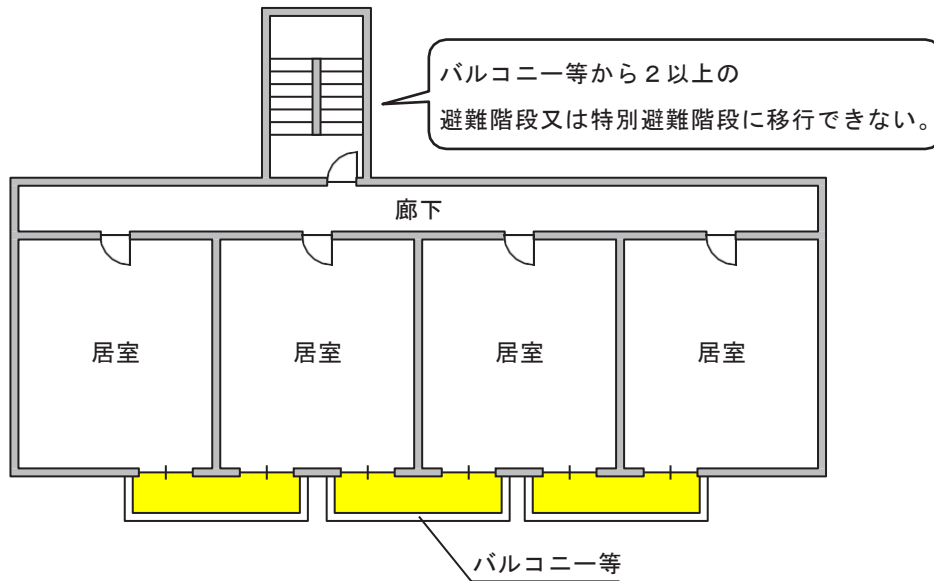 バルコニー等から２以上の
避難階段又は特別避難階段に移行できない。
廊下
居室
居室
居室
居室
バルコニー等